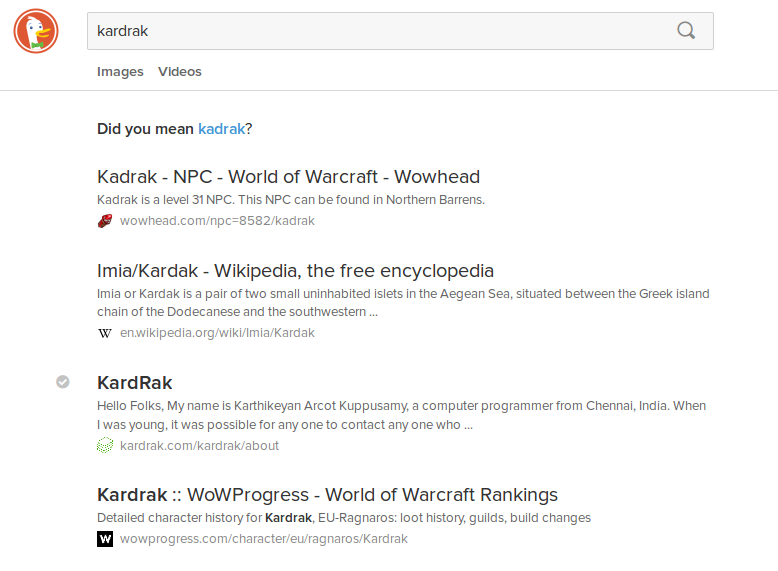 kardrak
Images Videos
Did you mean kadrak?
Kadrak - NPC - World of Warcraft - Wowhead
Kadrak is a level 31 NPC. This NPC can be found in Northern Barrens.
wowhead.com/npc=8582/kadrak
Imia/Kardak - Wikipedia, the free encyclopedia
Imia or Kardak is a pair of two small uninhabited islets in the Aegean Sea, situated between the Greek island
chain of the Dodecanese and the southwestern ...
W en.wikipedia.org/wiki/Imia/Kardak
KardRak
Hello Folks, My name is Karthikeyan Arcot Kuppusamy, a computer programmer from Chennai, India. When
I was young, it was possible for any one to contact any one who ...
kardrak.com/kardrak/about
Kardrak :: WoWProgress - World of Warcraft Rankings
Detailed character history for Kardrak, EU-Ragnaros: loot history, guilds, build changes
W wowprogress.com/character/eu/ragnaros/Kardrak